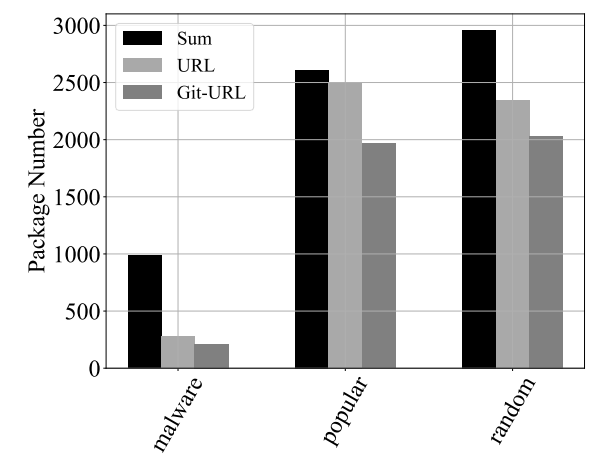 3000
2500
2000
1500
1000
500
0
Package Number
Sum
URL
Git-URL
malware
popular
random